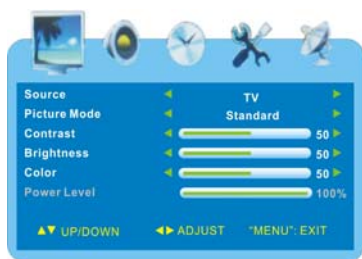 Source TV
Picture Mode Standard
Contrast 50
Brightness 50
Color 50
Power Level 100%
UP/DOWN ADJUST "MENU": EXIT